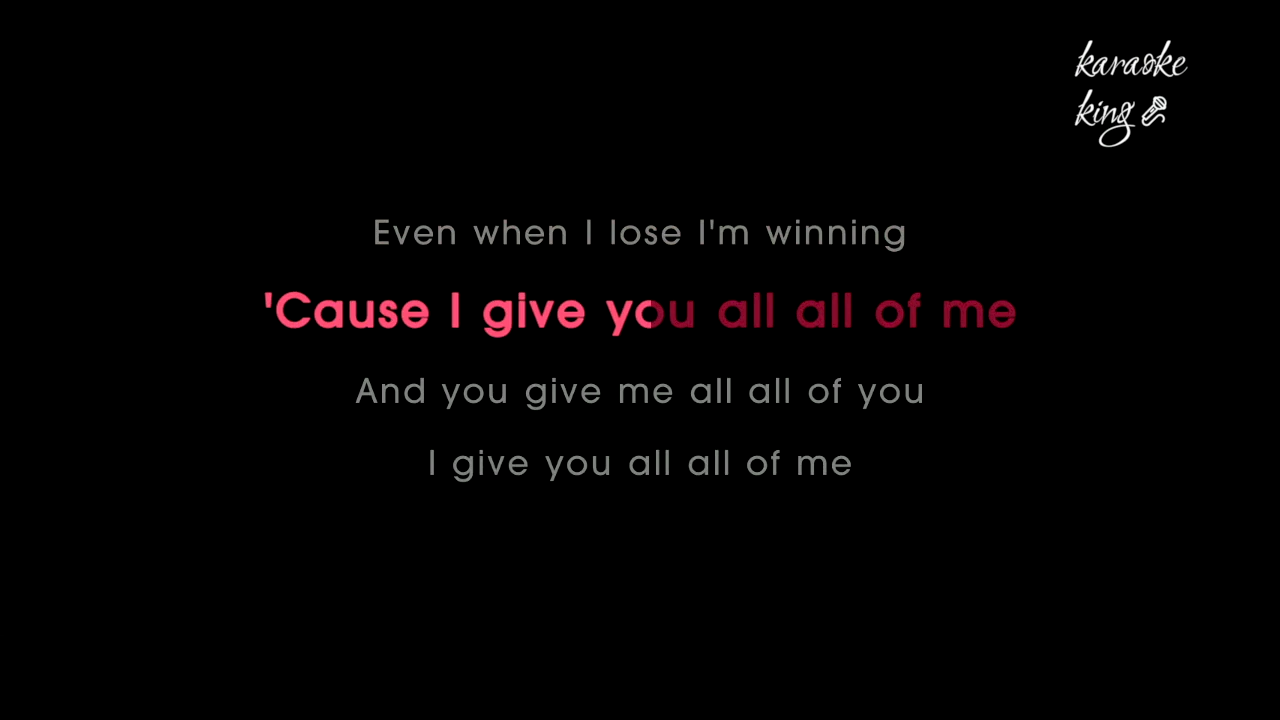 karaoke
king
Even when I lose I'm winning
'Cause I give you all all of me
And you give me all all of you
I give you all all of me